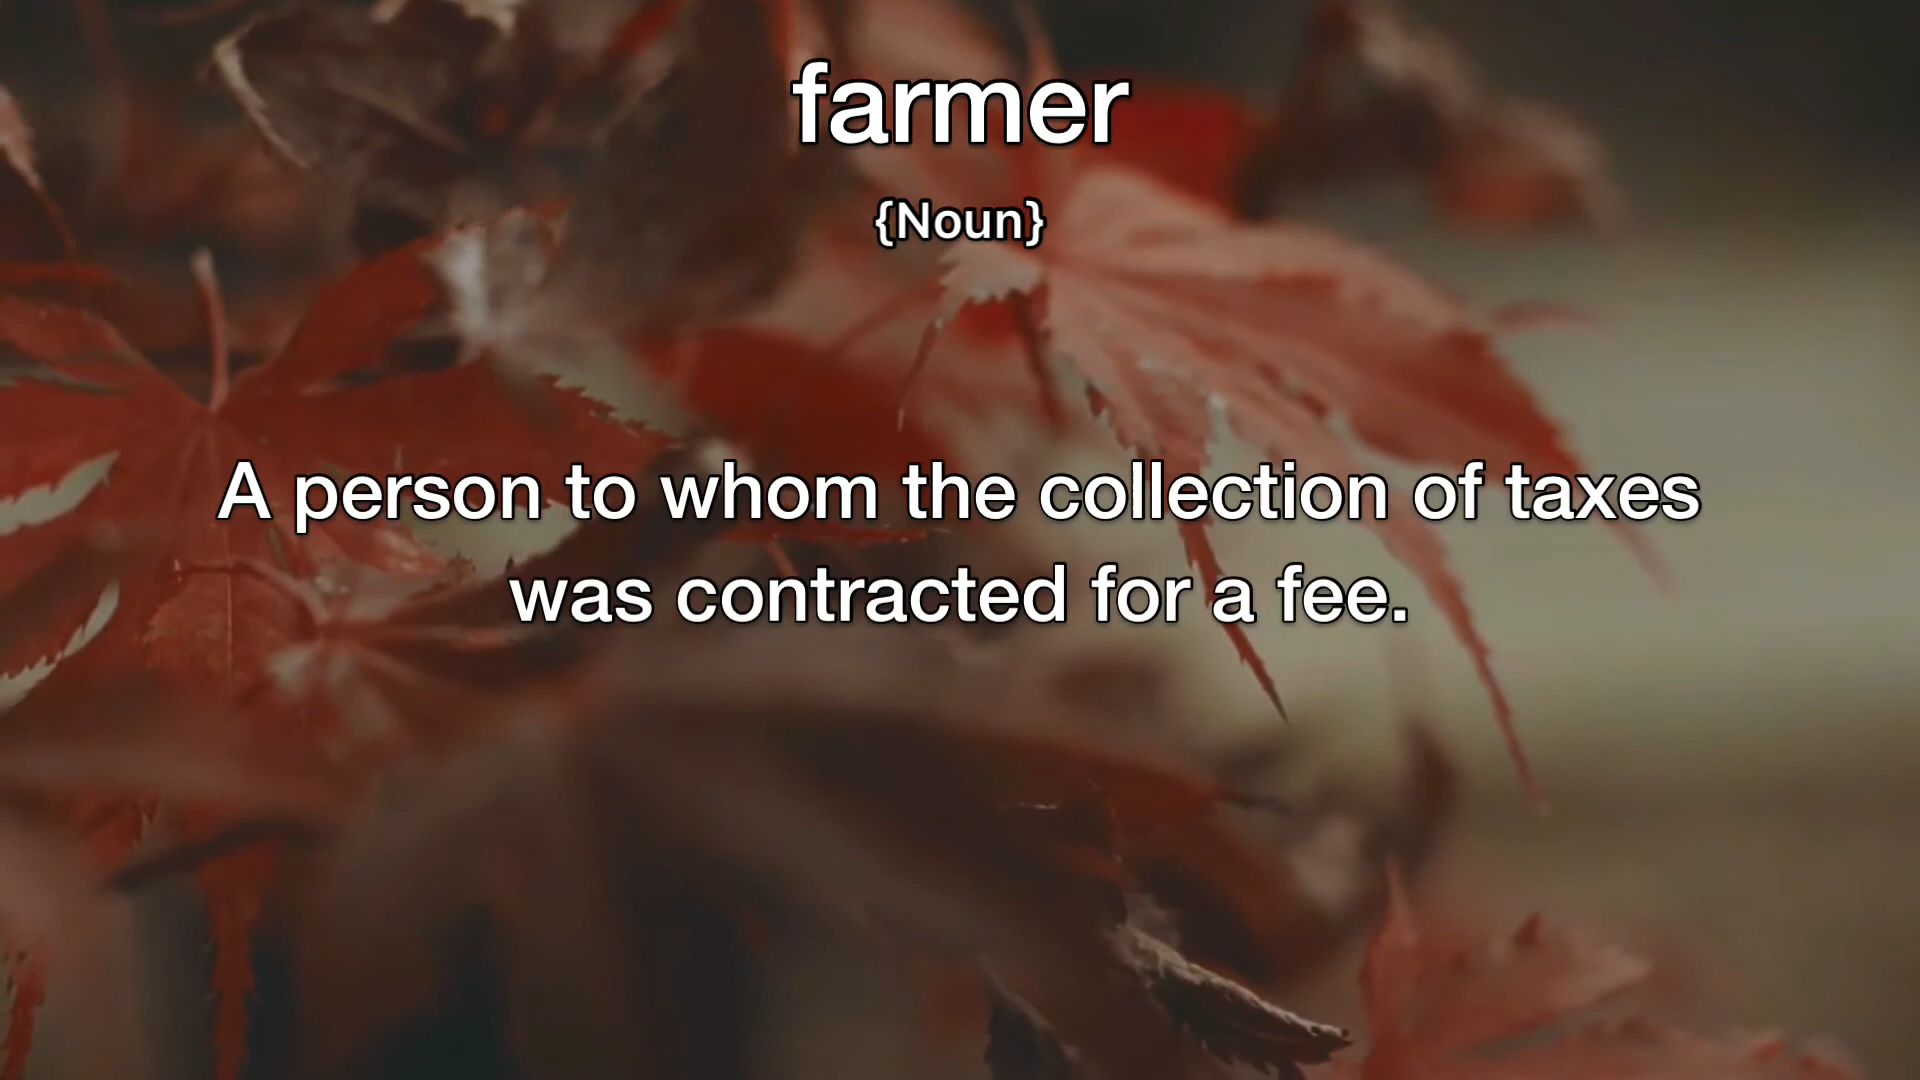 farmer
{Noun}
A person to whom the collection of taxes
was contracted for a fee.